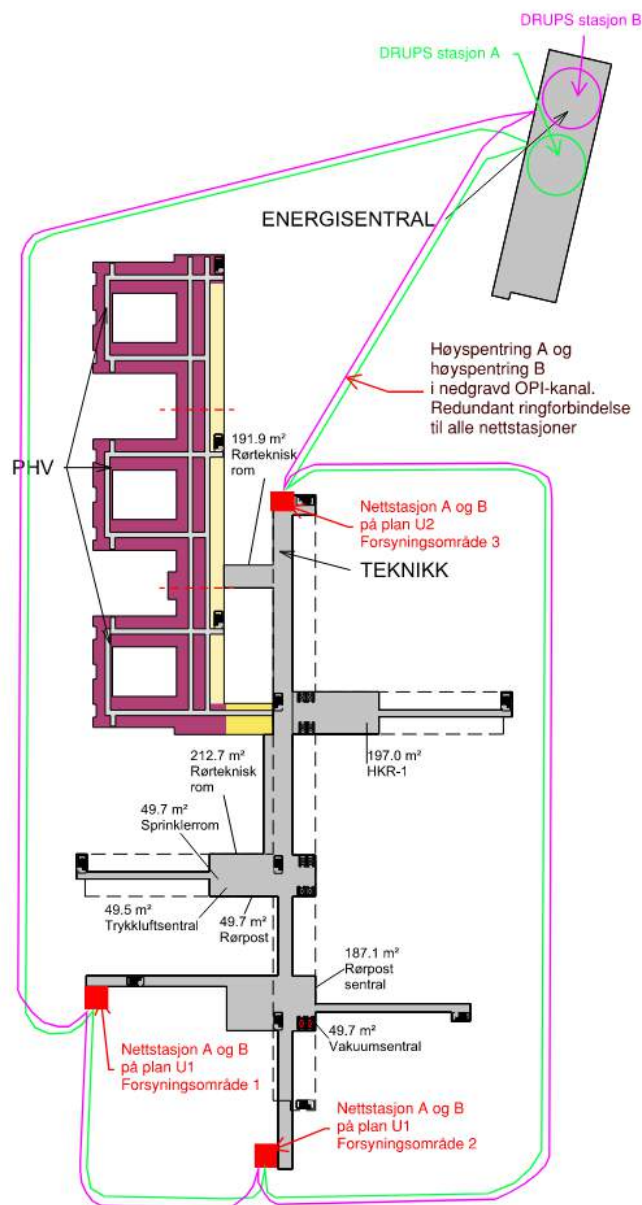 DRUPS stasjon B
DRUPS stasjon A
ENERGISENTRAL
Høyspentring A og
høyspentring B
i nedgravd OPI-kanal.
Redundant ringforbindelse
til alle nettstasjoner
191.9 m²
Rørteknisk
rom
PHV
Nettstasjon A og B
på plan U2
Forsyningsområde 3
TEKNIKK
212.7 m²
Rørteknisk
rom
197.0 m²
HKR-1
49.7 m²
Sprinklerrom
49.5 m²
Trykkluftsentral
49.7 m²
Rørpost
187.1 m²
Rørpost
sentral
49.7 m²
Vakuumsentral
Nettstasjon A og B
på plan U1
Forsyningsområde 1
Nettstasjon A og B
på plan U1
Forsyningsområde 2